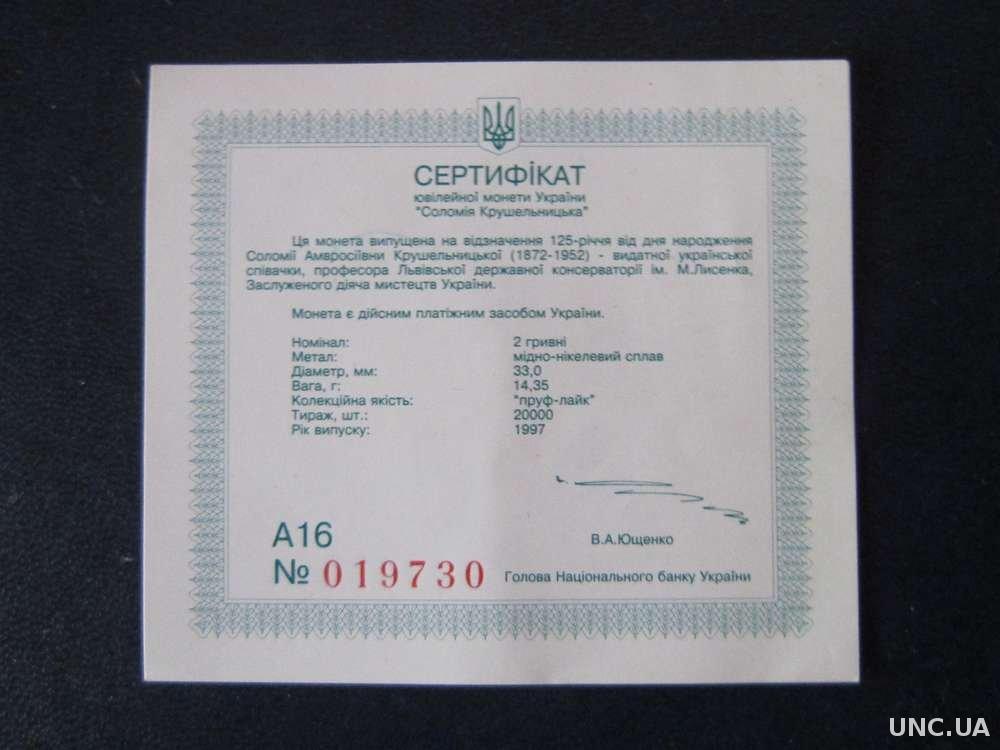 СЕРТИФІКАТ
ювілейної монети України
"Соломія Крушельницька"
Ця монета випущена на відзначення 125-річчя від дня народження
Соломії Амвросіївни Крушельницької (1872-1952) - видатної української
співачки, професора Львівської державної консерваторії ім. М.Лисенка,
Заслуженого діяча мистецтв України.
Монета є дійсним платіжним засобом України.
Номінал: 2 гривні
Метал: мідно-нікелевий сплав
Діаметр, мм: 33,0
Вага, г: 14,35
Колекційна якість: "пруф-лайк"
Тираж, шт.: 20000
Рік випуску: 1997
А16
В.А.Ющенко
№ 019730
Голова Національного банку України
UNC.UA